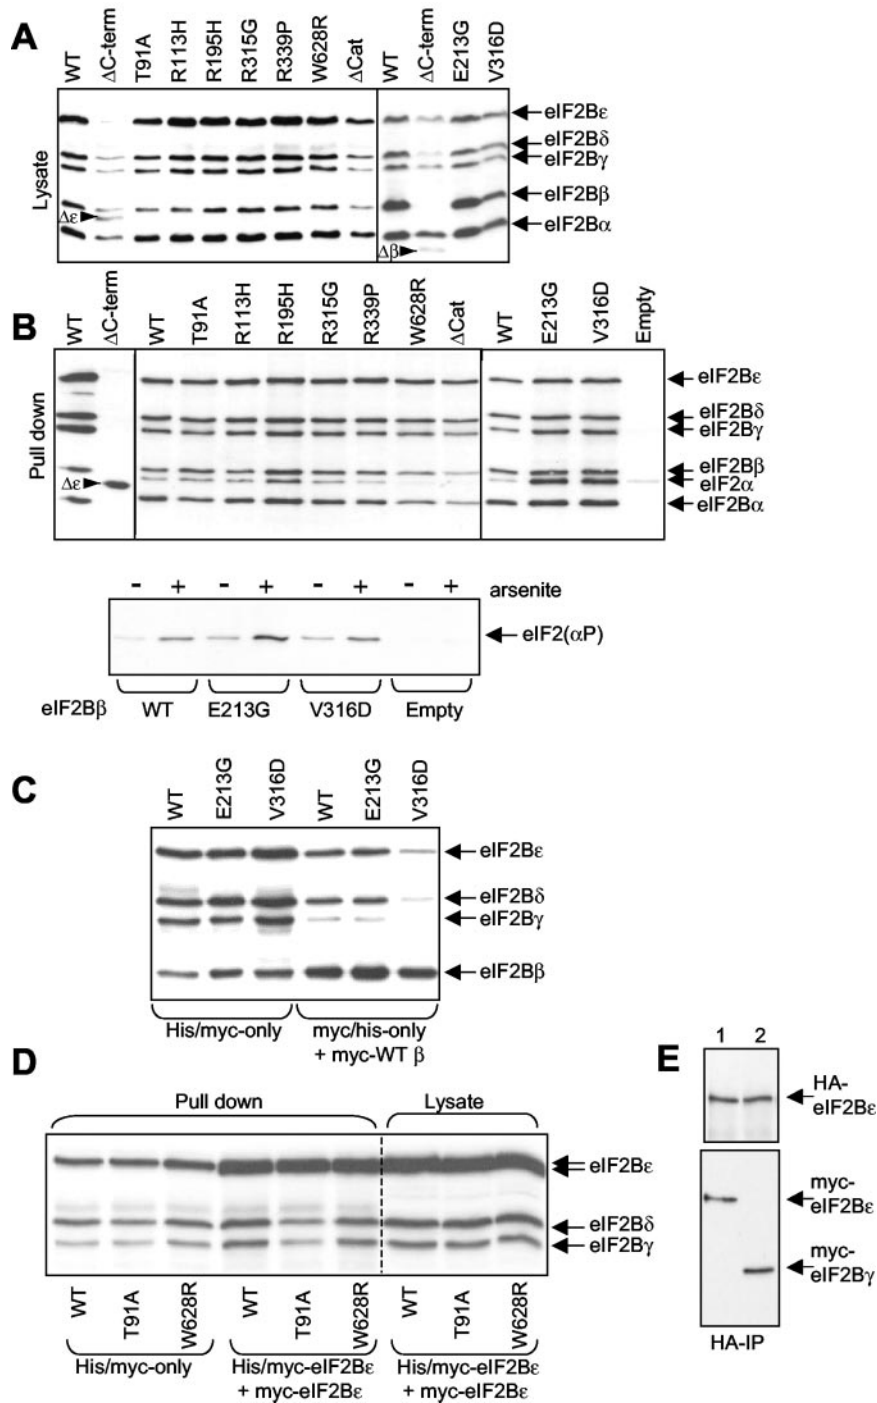 A
WT
ΔC-term
T91A
R113H
R195H
R315G
R339P
W628R
ΔCat
WT
ΔC-term
E213G
V316D
Lysate
eIF2Bε
eIF2Bδ
eIF2Bγ
eIF2Bβ
eIF2Bα
Δε
Δβ
B
WT
ΔC-term
WT
T91A
R113H
R195H
R315G
R339P
W628R
ΔCat
WT
E213G
V316D
Empty
Pull down
eIF2Bε
eIF2Bδ
eIF2Bγ
eIF2Bβ
eIF2α
eIF2Bα
Δε
- + - + - + - + arsenite
eIF2(αP)
eIF2Bβ WT E213G V316D Empty
C
WT
E213G
V316D
WT
E213G
V316D
eIF2Bε
eIF2Bδ
eIF2Bγ
eIF2Bβ
His/myc-only
myc/his-only
+ myc-WT β
D
Pull down Lysate
eIF2Bε
eIF2Bδ
eIF2Bγ
WT
T91A
W628R
WT
T91A
W628R
WT
T91A
W628R
His/myc-only
His/myc-eIF2Bε
+ myc-eIF2Bε
His/myc-eIF2Bε
+ myc-eIF2Bε
E
1 2
HA-
eIF2Bε
myc-
eIF2Bε
myc-
eIF2Bγ
HA-IP